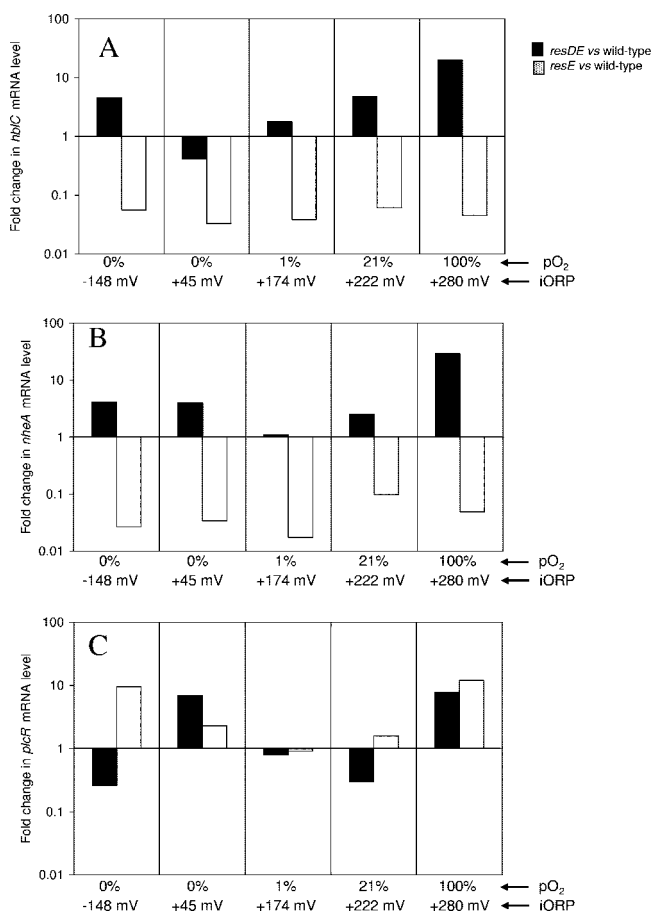 A
resDE vs wild-type
resE vs wild-type
Fold change in hblC mRNA level
100
10
1
0.1
0.01
0% 0% 1% 21% 100% pO2
-148 mV +45 mV +174 mV +222 mV +280 mV iORP
B
Fold change in nheA mRNA level
100
10
1
0.1
0.01
0% 0% 1% 21% 100% pO2
-148 mV +45 mV +174 mV +222 mV +280 mV iORP
C
Fold change in plcR mRNA level
100
10
1
0.1
0.01
0% 0% 1% 21% 100% pO2
-148 mV +45 mV +174 mV +222 mV +280 mV iORP